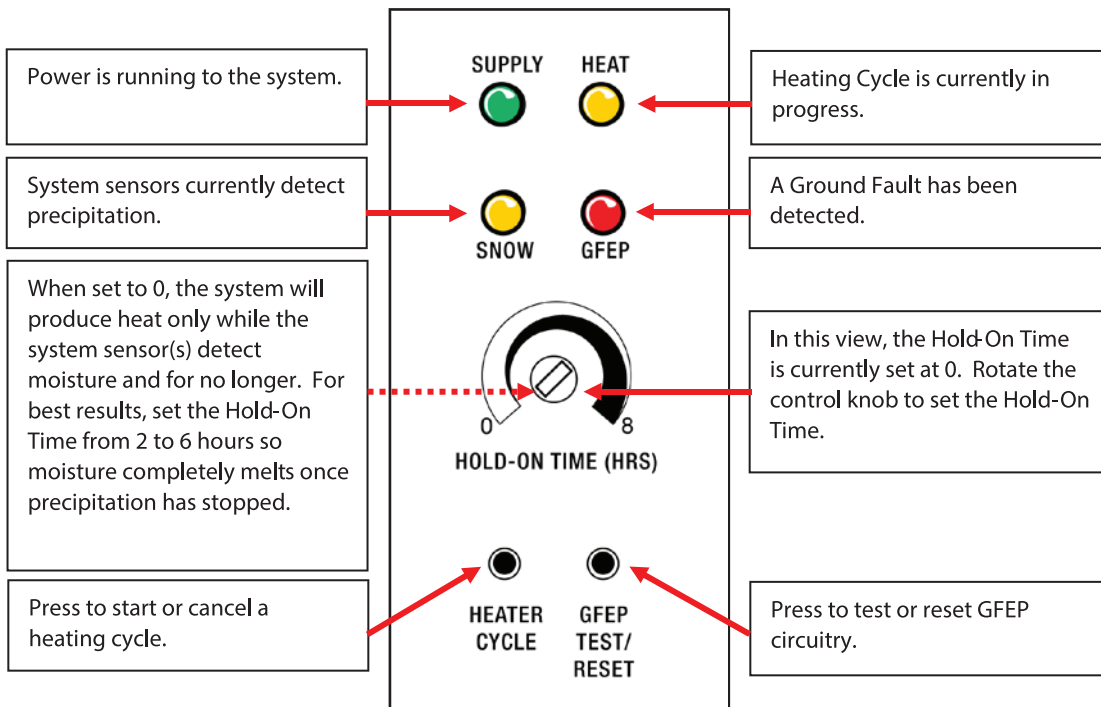 Power is running to the system.
System sensors currently detect
precipitation.
When set to 0, the system will
produce heat only while the
system sensor(s) detect
moisture and for no longer. For
best results, set the Hold-On
Time from 2 to 6 hours so
moisture completely melts once
precipitation has stopped.
Press to start or cancel a
heating cycle.
SUPPLY
HEAT
SNOW
GFEP
0
8
HOLD-ON TIME (HRS)
HEATER
CYCLE
GFEP
TEST/
RESET
Heating Cycle is currently in
progress.
A Ground Fault has been
detected.
In this view, the Hold-On Time
is currently set at 0. Rotate the
control knob to set the Hold-On
Time.
Press to test or reset GFEP
circuitry.